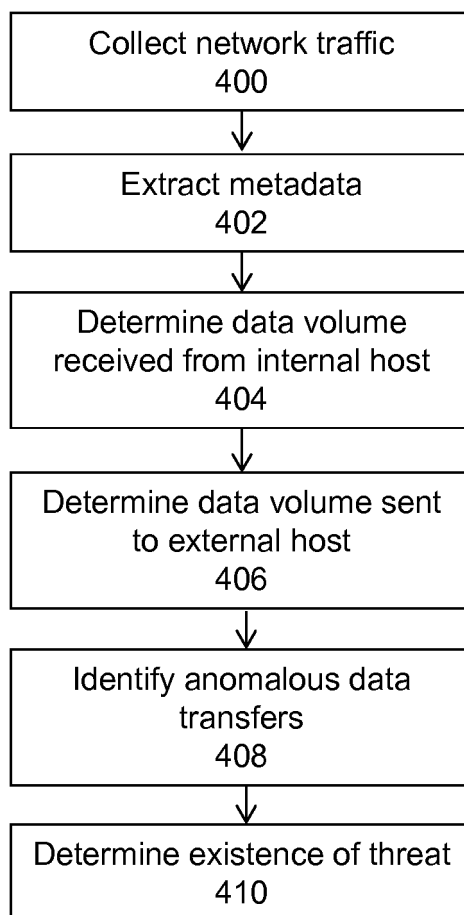 Collect network traffic
400
Extract metadata
402
Determine data volume
received from internal host
404
Determine data volume sent
to external host
406
Identify anomalous data
transfers
408
Determine existence of threat
410